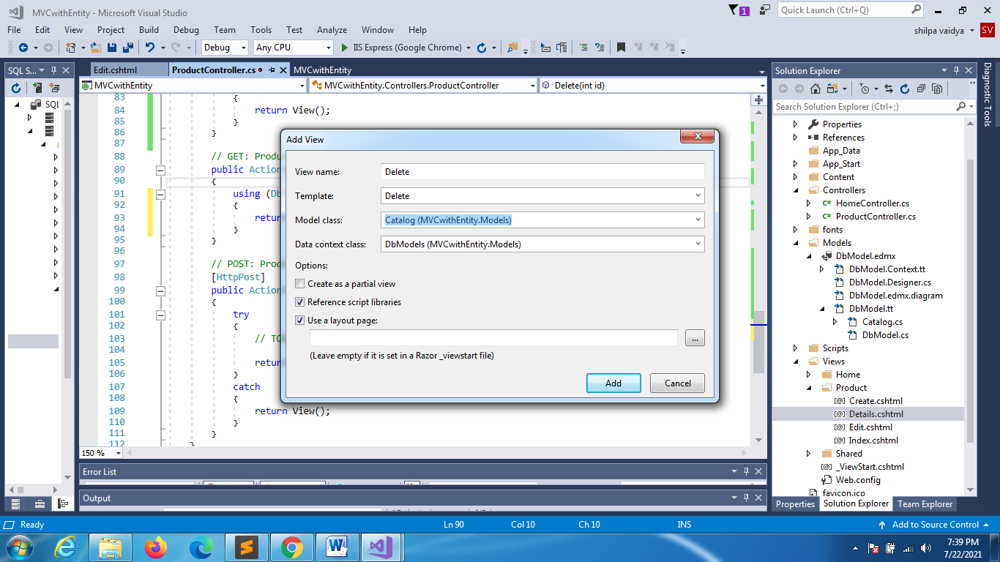 MVCwithEntity - Microsoft Visual Studio
1
Quick Launch (Ctrl+Q)
File Edit View Project Build Debug Team Tools Test Analyze Window Help
shilpa vaidya SV
Debug Any CPU IIS Express (Google Chrome)
SQL S...
Edit.cshtml ProductController.cs MVCwithEntity
MVCwithEntity MVCwithEntity.Controllers.ProductController Delete(int id)
SQL
83 {
84 return View();
85 }
86 }
87
88 // GET: Produ
89 public Action
90 {
91 using (Db
92 {
93 retur
94 }
95 }
96
97 // POST: Prod
98 [HttpPost]
99 public Action
100 {
101 try
102 {
103 // TO
104
105 retur
106 }
107 catch
108 {
109 return View();
110 }
111 }
112 }
150 %
Add View
View name: Delete
Template: Delete
Model class: Catalog (MVCwithEntity.Models)
Data context class: DbModels (MVCwithEntity.Models)
Options:
Create as a partial view
Reference script libraries
Use a layout page:
...
(Leave empty if it is set in a Razor _viewstart file)
Add Cancel
Error List
Output
Solution Explorer
Search Solution Explorer (Ctrl+;)
Properties
References
App_Data
App_Start
Content
Controllers
C# HomeController.cs
C# ProductController.cs
fonts
Models
DbModel.edmx
DbModel.Context.tt
DbModel.Designer.cs
DbModel.edmx.diagram
DbModel.tt
Catalog.cs
DbModel.cs
Scripts
Views
Home
Product
[@] Create.cshtml
[@] Details.cshtml
[@] Edit.cshtml
[@] Index.cshtml
Shared
[@] _ViewStart.cshtml
Web.config
favicon.ico
Properties Solution Explorer Team Explorer
Diagnostic Tools
Ready Ln 90 Col 10 Ch 10 INS Add to Source Control
7:39 PM
7/22/2021